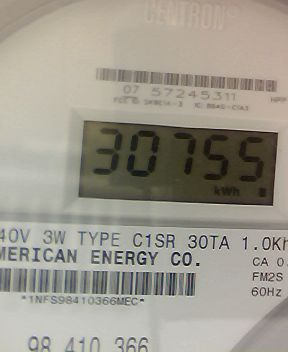 CENTRON®
07 57245311
30755
kWh
40V 3W TYPE C1SR 30TA 1.0Kh
MERICAN ENERGY CO.
CA 0.
FM2S
60Hz
*1NFS98410366MEC*
98 410 366